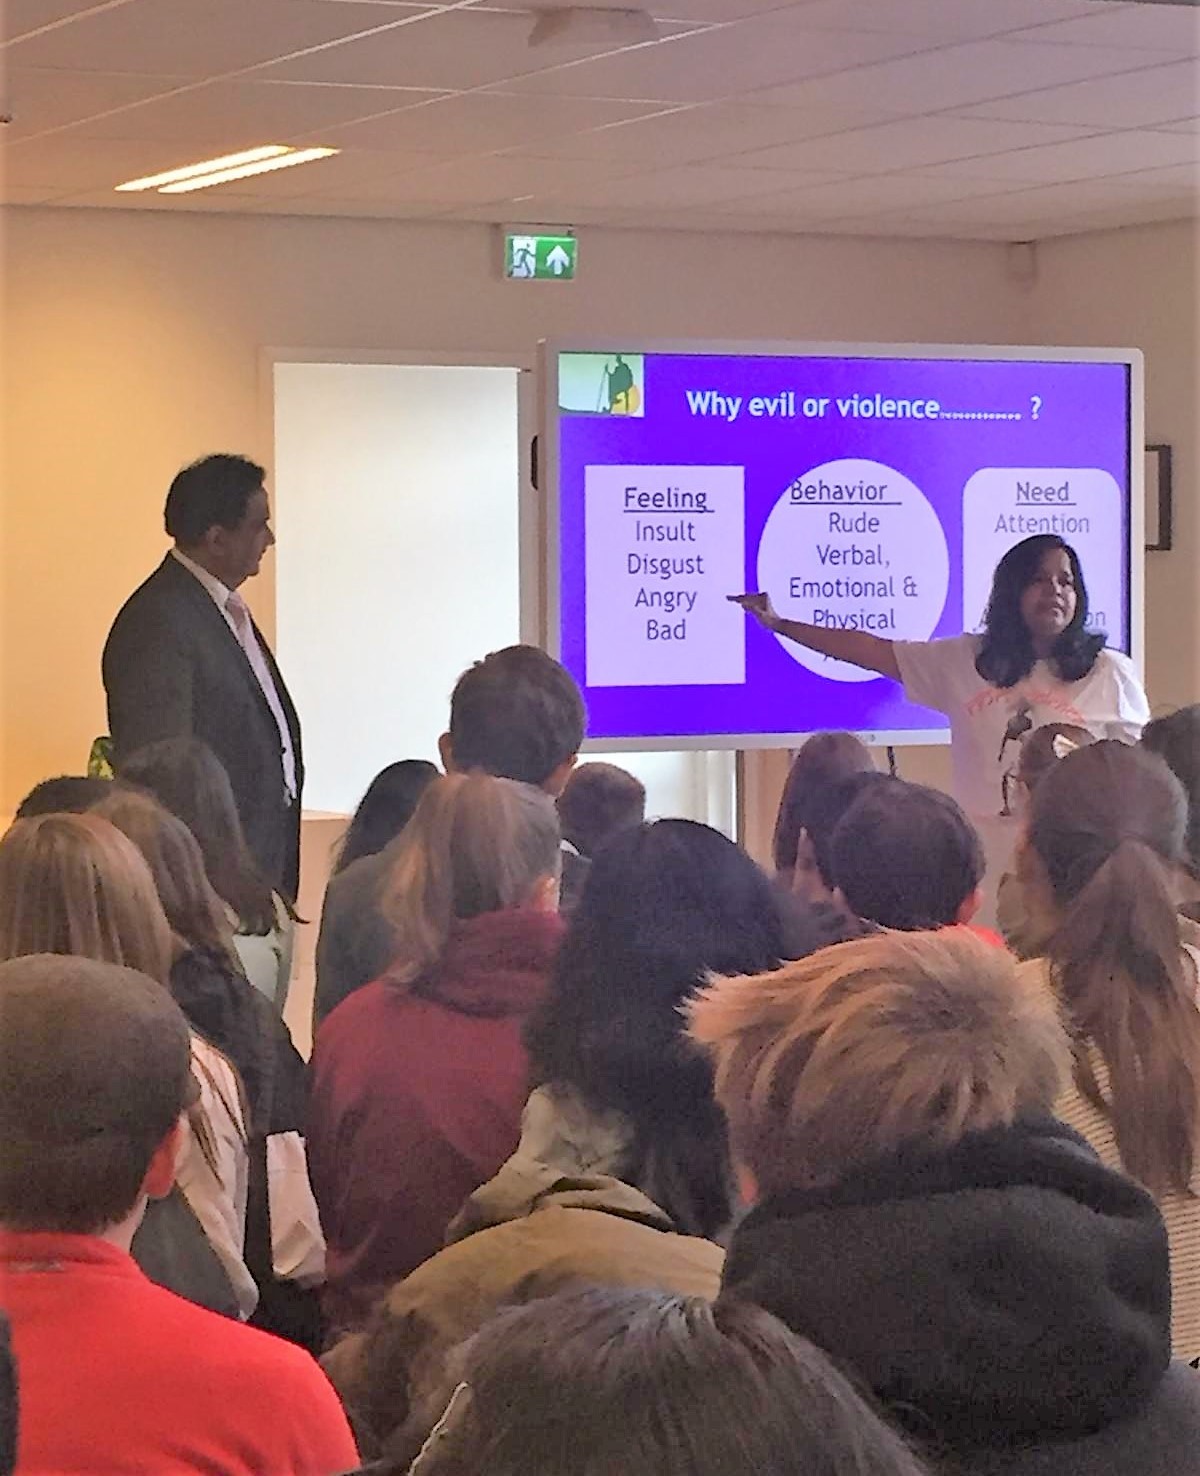 Why evil or violence............. ?
Feeling
Insult
Disgust
Angry
Bad
Behavior
Rude
Verbal,
Emotional &
Physical
Need
Attention